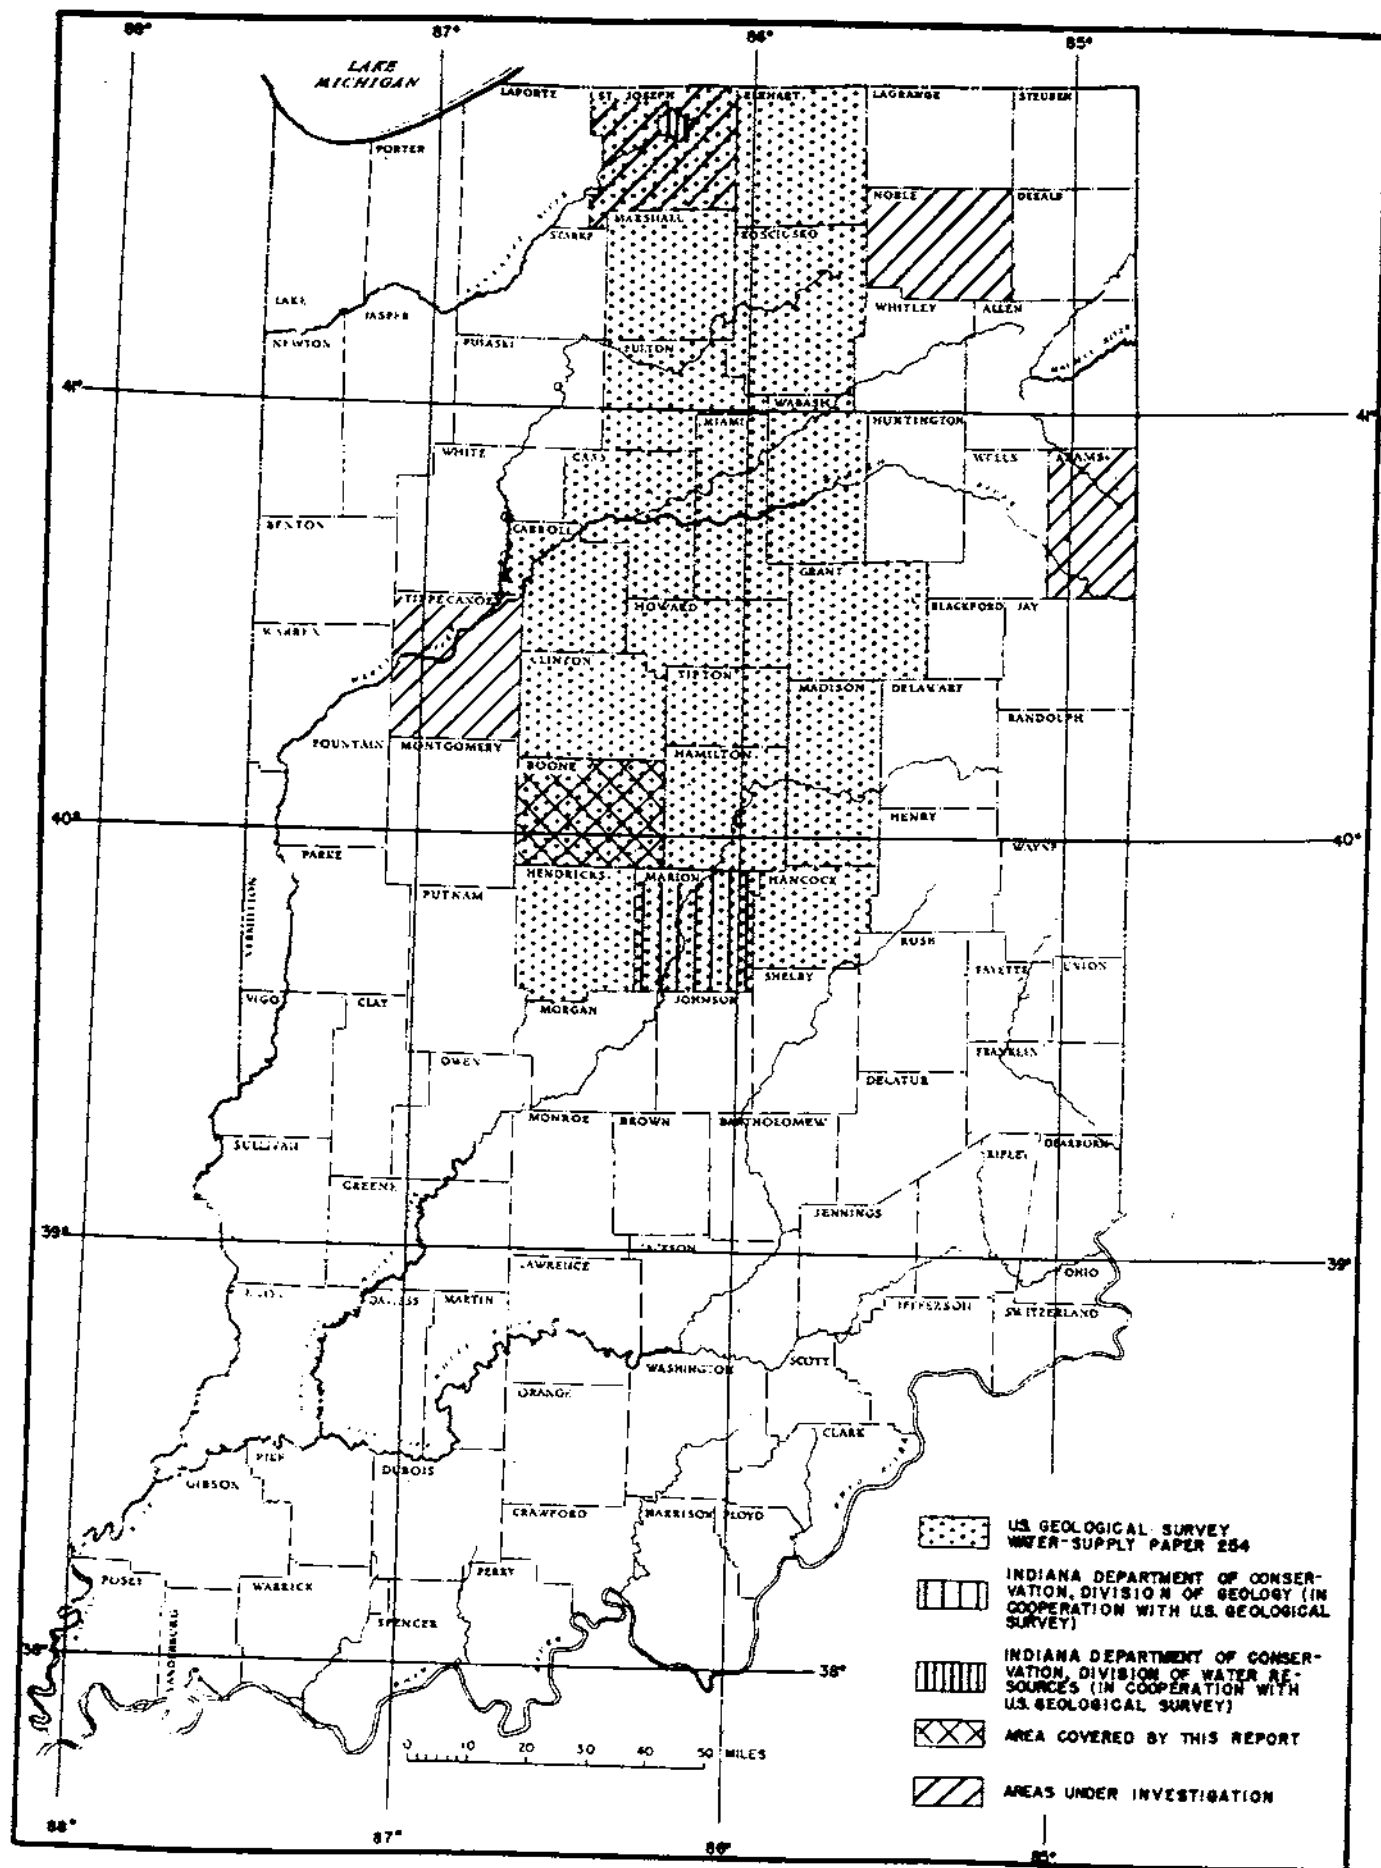 88°
87°
86°
85°
LAKE
MICHIGAN
LAPORTE
ST. JOSEPH
ELKHART
LAGRANGE
STEUBEN
PORTER
NOBLE
DEKALB
MARSHALL
STARKE
KOSCIUSKO
LAKE
JASPER
WHITLEY
ALLEN
NEWTON
PULASKI
FULTON
MAUMEE RIVER
41°
41°
WABASH
MIAMI
HUNTINGTON
WHITE
CASS
WELLS
ADAMS
BENTON
CARROLL
GRANT
TIPPECANOE
HOWARD
BLACKFORD
JAY
WARREN
CLINTON
TIPTON
MADISON
DELAWARE
RANDOLPH
FOUNTAIN
MONTGOMERY
HAMILTON
BOONE
HENRY
40°
40°
PARKE
WAYNE
HENDRICKS
MARION
HANCOCK
PUTNAM
VERMILLION
RUSH
FAYETTE
UNION
SHELBY
VIGO
CLAY
MORGAN
JOHNSON
OWEN
FRANKLIN
DECATUR
MONROE
BROWN
BARTHOLOMEW
SULLIVAN
DEARBORN
RIPLEY
GREENE
JENNINGS
39°
JACKSON
39°
LAWRENCE
OHIO
DAVIESS
MARTIN
JEFFERSON
SWITZERLAND
WASHINGTON
SCOTT
ORANGE
CLARK
PIKE
DUBOIS
GIBSON
CRAWFORD
HARRISON
FLOYD
U.S. GEOLOGICAL SURVEY
WATER-SUPPLY PAPER 254
POSEY
WARRICK
PERRY
INDIANA DEPARTMENT OF CONSER-
VATION, DIVISION OF GEOLOGY (IN
COOPERATION WITH U.S. GEOLOGICAL
SURVEY)
VANDERBURG
SPENCER
38°
38°
INDIANA DEPARTMENT OF CONSER-
VATION, DIVISION OF WATER RE-
SOURCES (IN COOPERATION WITH
U.S. GEOLOGICAL SURVEY)
AREA COVERED BY THIS REPORT
0 10 20 30 40 50 MILES
AREAS UNDER INVESTIGATION
88°
87°
86°
85°